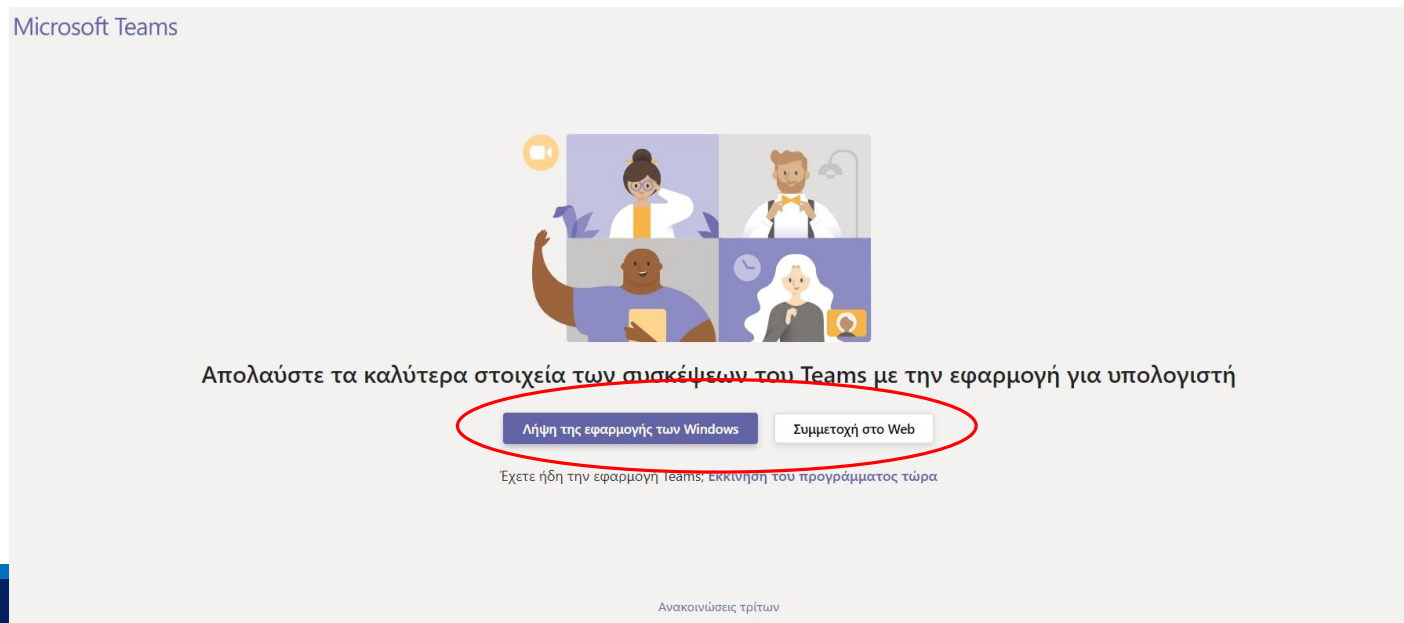 Microsoft Teams
Απολαύστε τα καλύτερα στοιχεία των συσκέψεων του Teams με την εφαρμογή για υπολογιστή
Λήψη της εφαρμογής των Windows
Συμμετοχή στο Web
Έχετε ήδη την εφαρμογή Teams; Εκκίνηση του προγράμματος τώρα
Ανακοινώσεις τρίτων